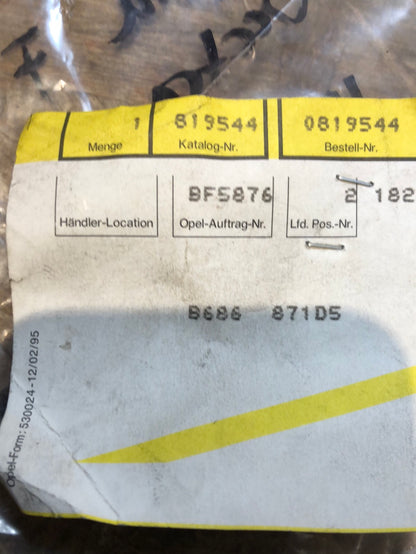 1 819544 0819544
Menge Katalog-Nr. Bestell-Nr.
BF5876 2 182
Händler-Location Opel-Auftrag-Nr. Lfd. Pos.-Nr.
B686 871D5
Opel-Form: 530024-12/02/95